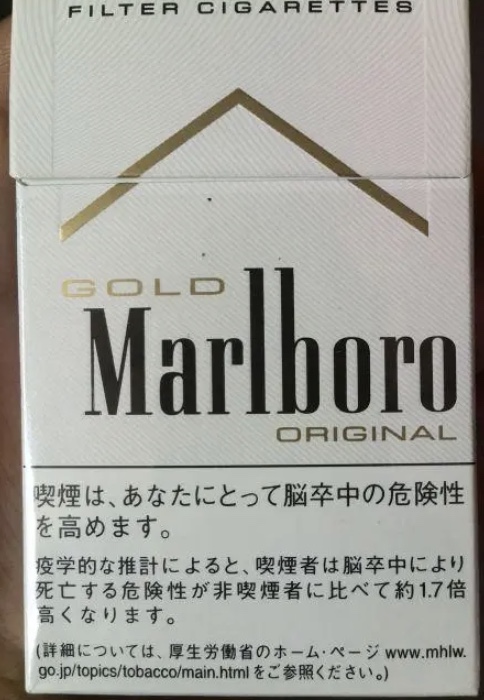 FILTER CIGARETTES
GOLD
Marlboro
ORIGINAL
喫煙は、あなたにとって脳卒中の危険性
を高めます。
疫学的な推計によると、喫煙者は脳卒中により
死亡する危険性が非喫煙者に比べて約1.7倍
高くなります。
(詳細については、厚生労働省のホーム・ページ www.mhlw.
go.jp/topics/tobacco/main.html をご参照ください。)